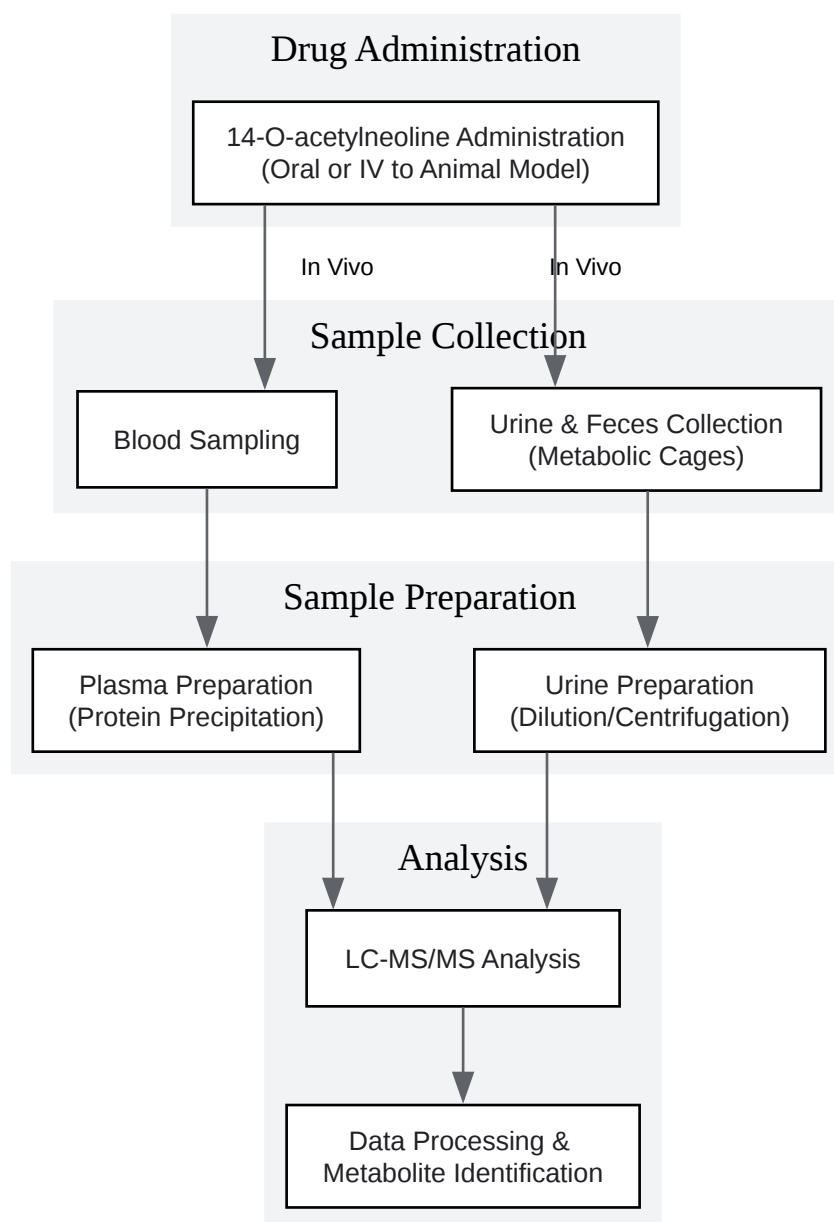 Drug Administration
14-O-acetylneoline Administration
(Oral or IV to Animal Model)
In Vivo
In Vivo
Sample Collection
Blood Sampling
Urine & Feces Collection
(Metabolic Cages)
Sample Preparation
Plasma Preparation
(Protein Precipitation)
Urine Preparation
(Dilution/Centrifugation)
Analysis
LC-MS/MS Analysis
Data Processing &
Metabolite Identification